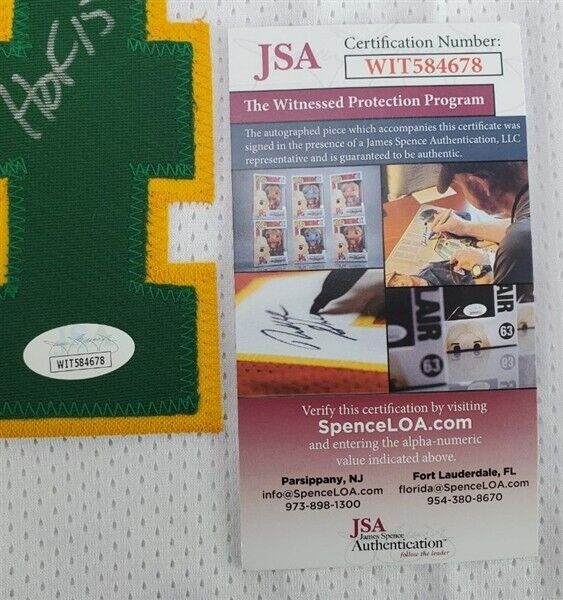 HOF 15
WIT584678
JSA
Certification Number:
WIT584678
The Witnessed Protection Program
The autographed piece which accompanies this certificate was
signed in the presence of a James Spence Authentication, LLC
representative and is guaranteed to be authentic.
LAIR
63
63
Verify this certification by visiting
SpenceLOA.com
and entering the alpha-numeric
value indicated above.
Parsippany, NJ
info@SpenceLOA.com
973-898-1300
Fort Lauderdale, FL
florida@SpenceLOA.com
954-380-8670
JSA
James Spence
Authentication™
follow the leader